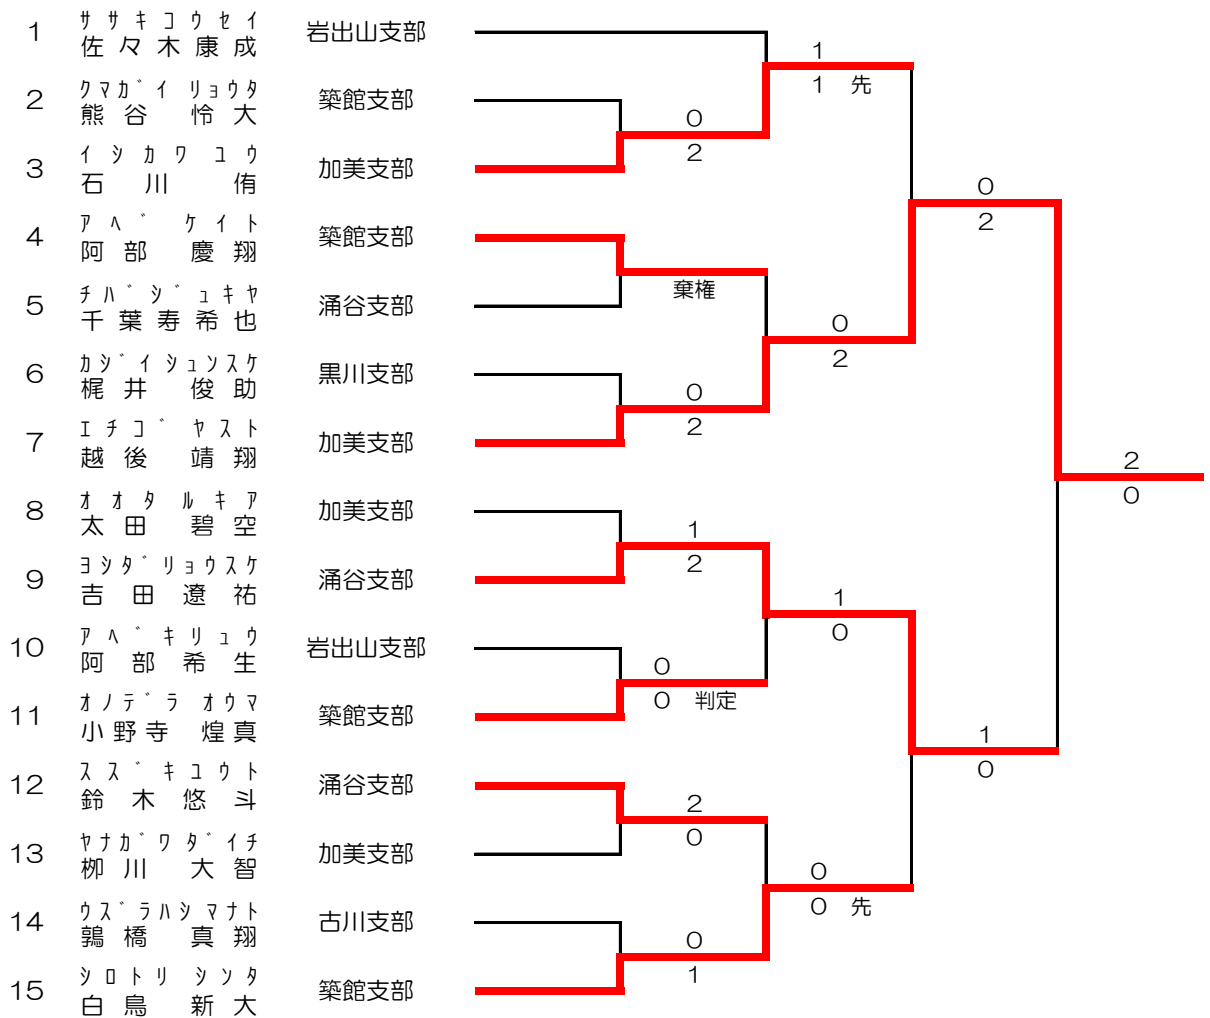 ササキコウセイ
1 佐々木康成 岩出山支部
1
1 先
クマガイ リョウタ
2 熊谷 怜大 築館支部
0
2
イシカワユウ
3 石川 侑 加美支部
0
2
アベ ケイト
4 阿部 慶翔 築館支部
棄権
チバジュキヤ
5 千葉寿希也 涌谷支部
0
2
カジイシュンスケ
6 梶井 俊助 黒川支部
0
2
エチゴ ヤスト
7 越後 靖翔 加美支部
2
0
オオタ ルキア
8 太田 碧空 加美支部
1
2
ヨシダリョウスケ
9 吉田遼祐 涌谷支部
1
0
アベキリュウ
10 阿部希生 岩出山支部
0
0 判定
オノデラ オウマ
11 小野寺 煌真 築館支部
1
0
スズキユウト
12 鈴木悠斗 涌谷支部
2
0
ヤナガワダイチ
13 栁川 大智 加美支部
0
0 先
ウズラハシマナト
14 鶉橋 真翔 古川支部
0
1
シロトリ シンタ
15 白鳥 新大 築館支部